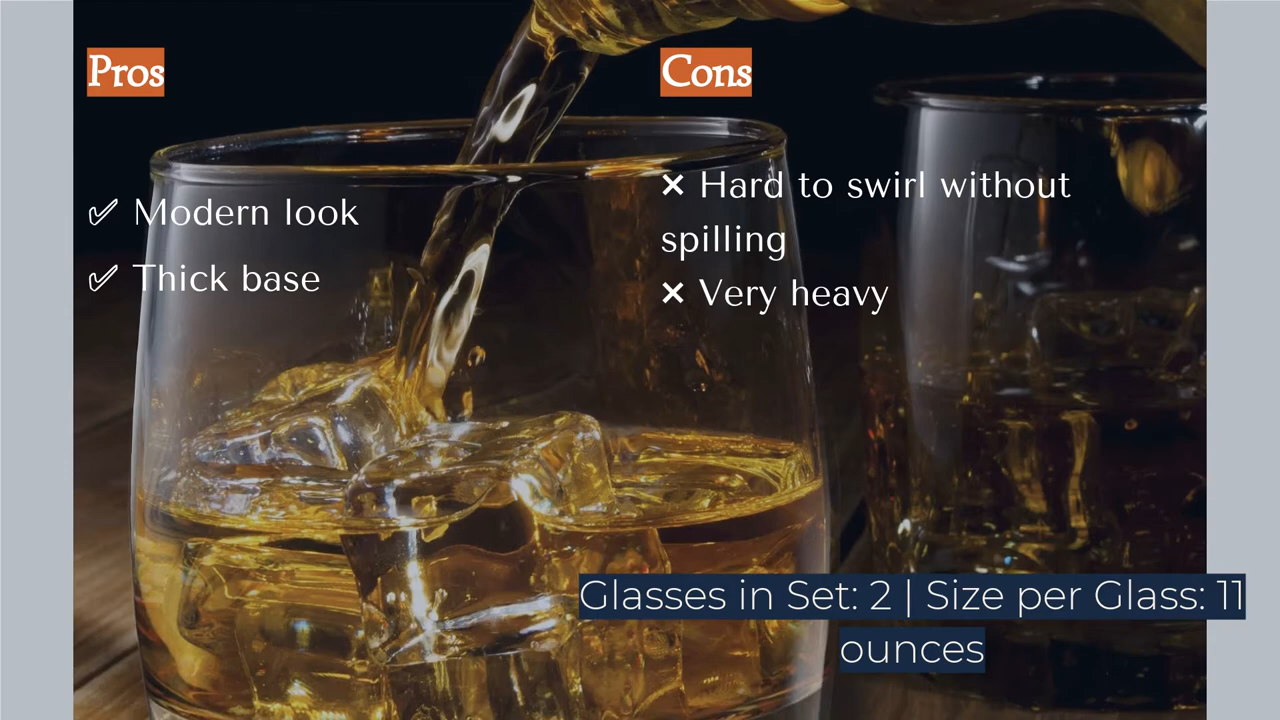 Pros
✅ Modern look
✅ Thick base
Cons
❌ Hard to swirl without
spilling
❌ Very heavy
Glasses in Set: 2 | Size per Glass: 11
ounces